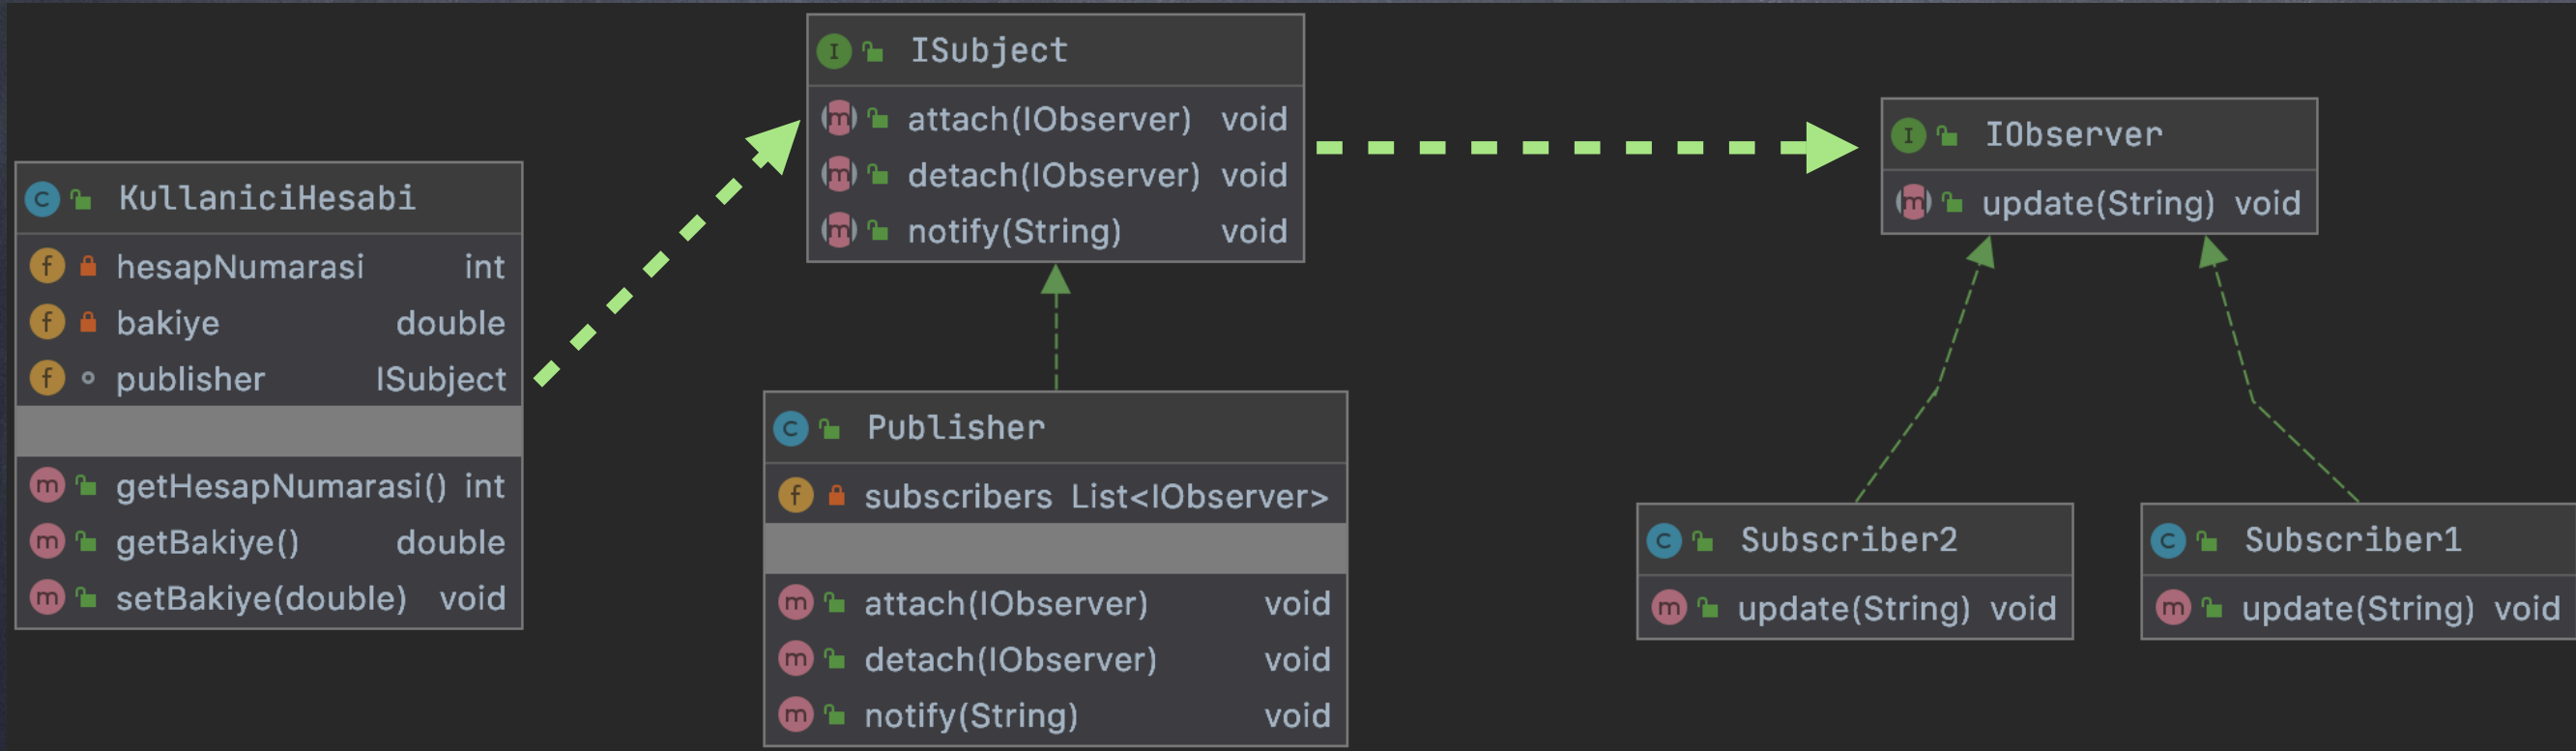 KullaniciHesabi
hesapNumarasi int
bakiye double
publisher ISubject
getHesapNumarasi() int
getBakiye() double
setBakiye(double) void
ISubject
attach(IObserver) void
detach(IObserver) void
notify(String) void
Publisher
subscribers List<IObserver>
attach(IObserver) void
detach(IObserver) void
notify(String) void
IObserver
update(String) void
Subscriber2
update(String) void
Subscriber1
update(String) void